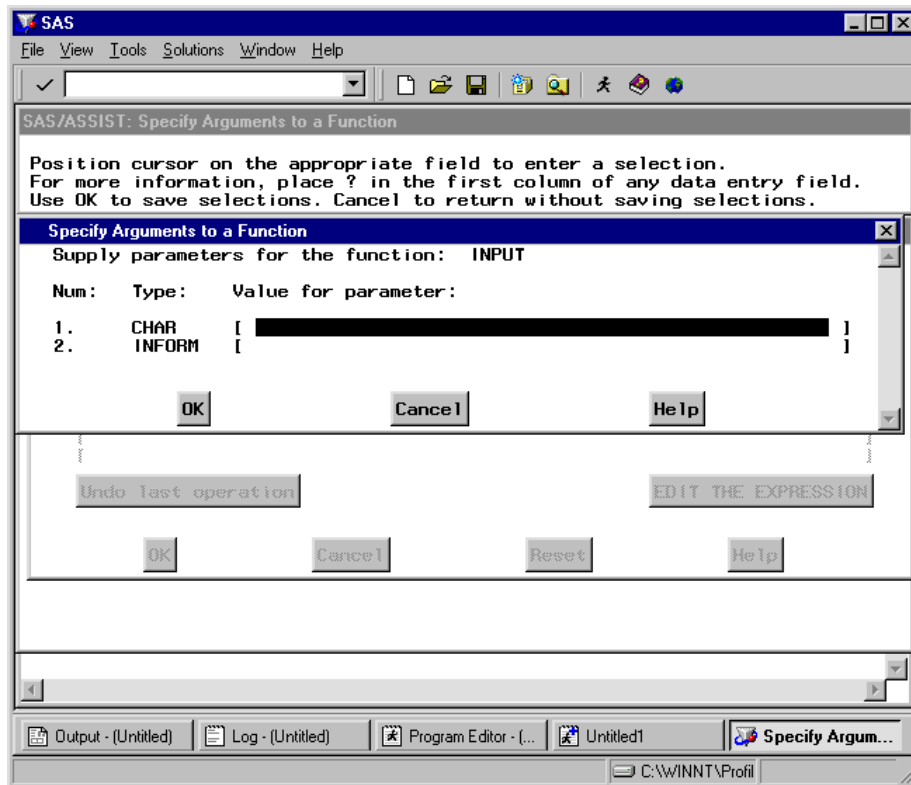 SAS
File View Tools Solutions Window Help
SAS/ASSIST: Specify Arguments to a Function
Position cursor on the appropriate field to enter a selection.
For more information, place ? in the first column of any data entry field.
Use OK to save selections. Cancel to return without saving selections.
Specify Arguments to a Function
Supply parameters for the function: INPUT
Num: Type: Value for parameter:
1. CHAR [ ]
2. INFORM [ ]
OK Cancel Help
[ ]
[ ]
Undo last operation EDIT THE EXPRESSION
OK Cancel Reset Help
Output - (Untitled) Log - (Untitled) Program Editor - (... Untitled1 Specify Argum...
C:\WINNT\Profil